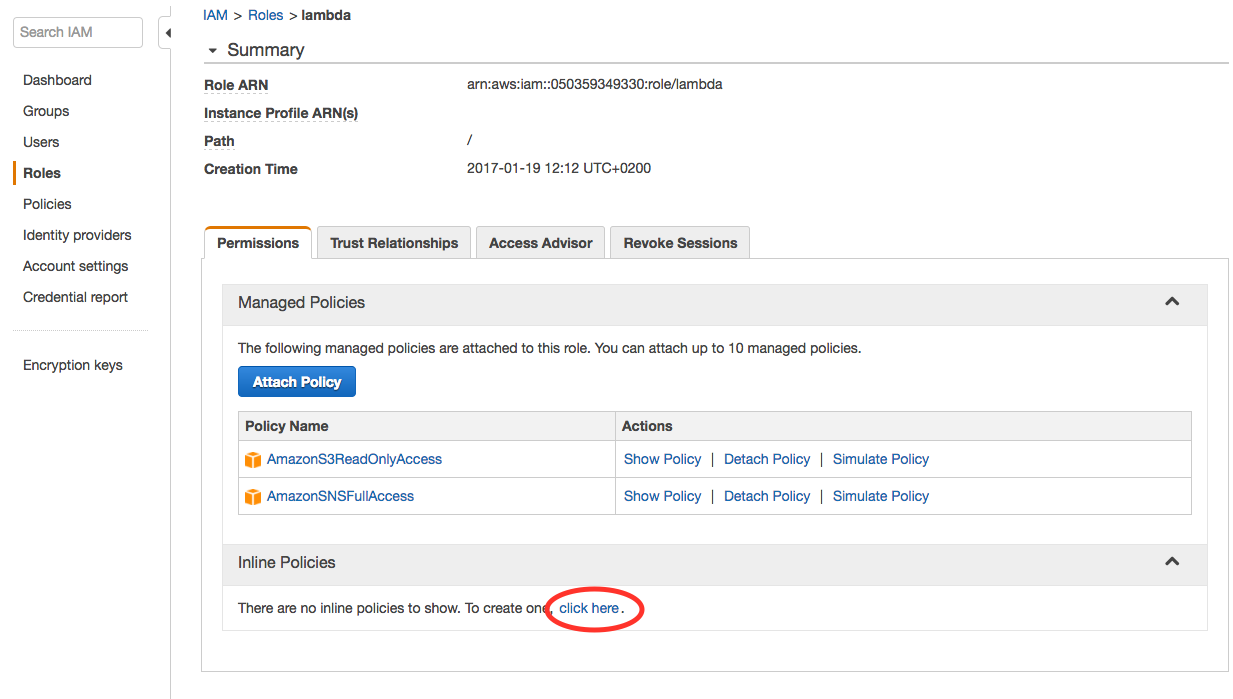 Search IAM
Dashboard
Groups
Users
Roles
Policies
Identity providers
Account settings
Credential report
Encryption keys
IAM > Roles > lambda
Summary
Role ARN arn:aws:iam::050359349330:role/lambda
Instance Profile ARN(s)
Path /
Creation Time 2017-01-19 12:12 UTC+0200
Permissions Trust Relationships Access Advisor Revoke Sessions
Managed Policies
The following managed policies are attached to this role. You can attach up to 10 managed policies.
Attach Policy
Policy Name Actions
AmazonS3ReadOnlyAccess Show Policy | Detach Policy | Simulate Policy
AmazonSNSFullAccess Show Policy | Detach Policy | Simulate Policy
Inline Policies
There are no inline policies to show. To create one, click here.